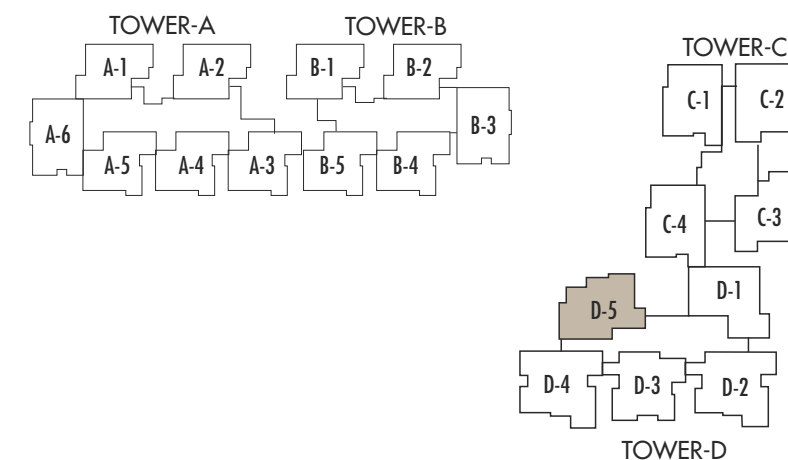 TOWER-A
TOWER-B
A-1
A-2
B-1
B-2
A-6
B-3
A-5
A-4
A-3
B-5
B-4
TOWER-C
C-1
C-2
C-4
C-3
D-1
D-5
D-4
D-3
D-2
TOWER-D